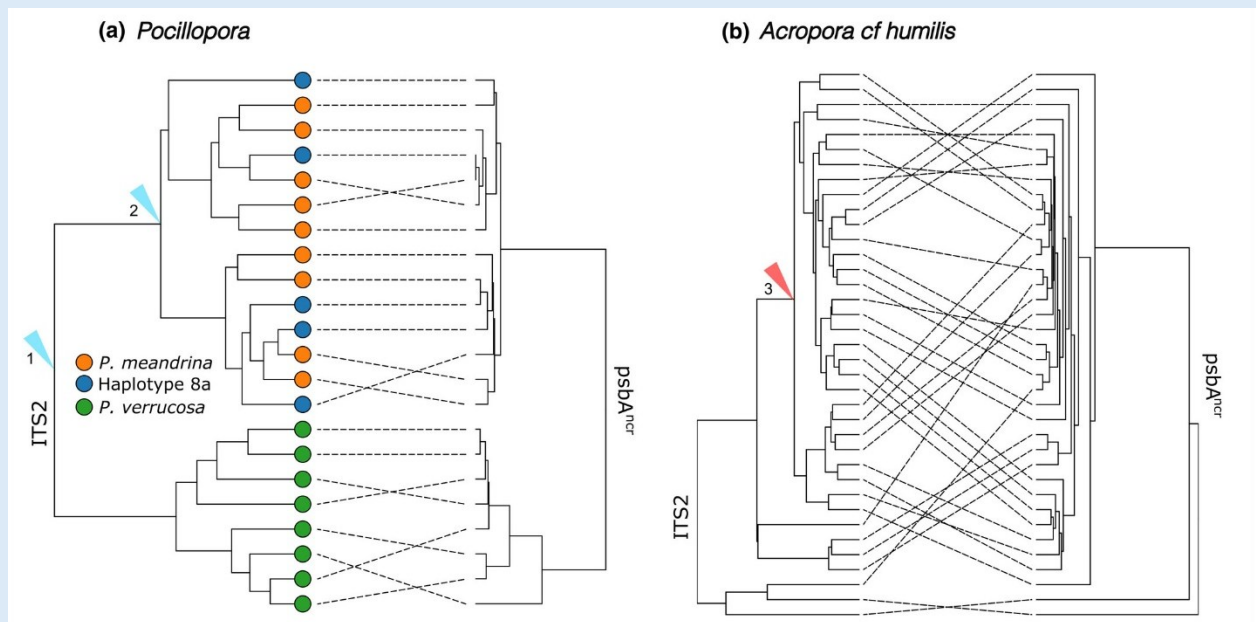 (a) Pocillopora
(b) Acropora cf humilis
2
3
1
P. meandrina
Haplotype 8a
P. verrucosa
ITS2
psbAⁿᶜʳ
ITS2
psbAⁿᶜʳ